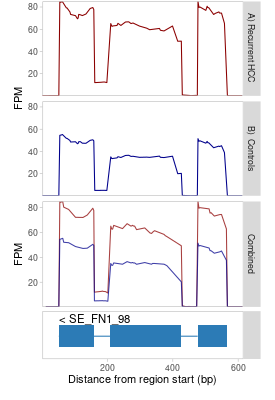 80
60
40
20
A) Recurrent HCC
FPM
80
60
40
20
B): Controls
80
60
40
20
Combined
FPM
< SE_FN1_98
200
400
600
Distance from region start (bp)